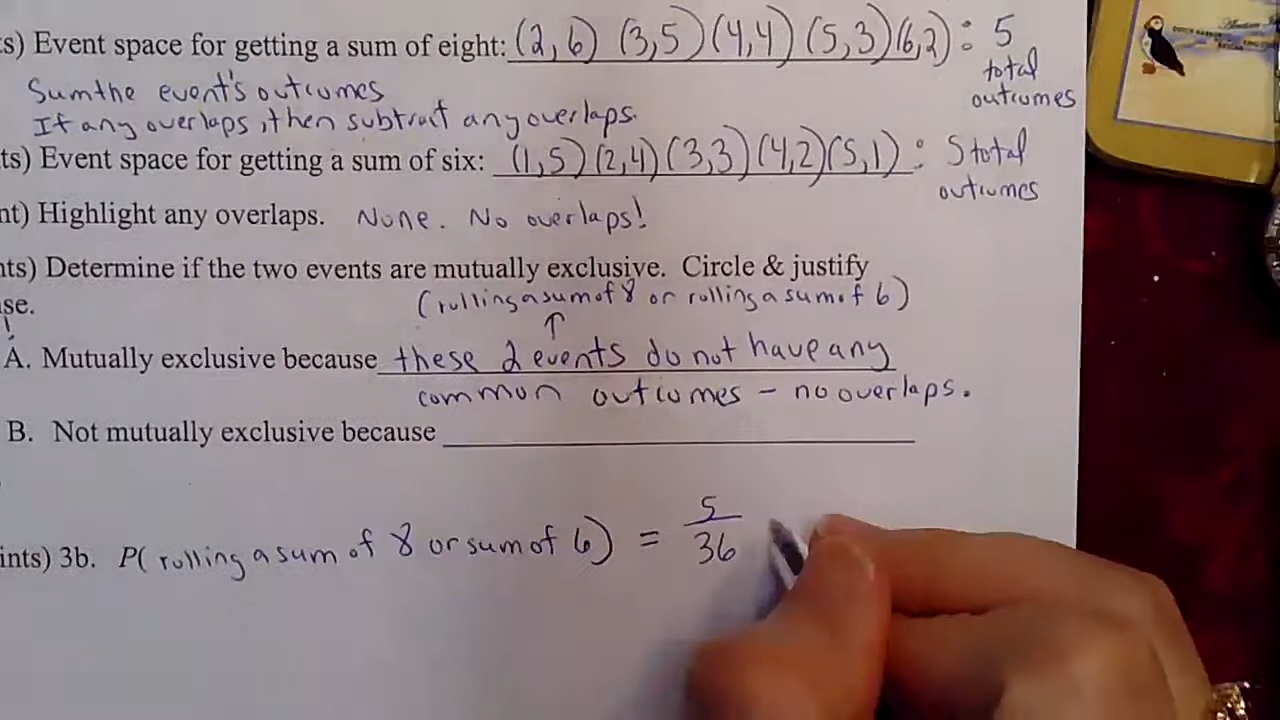 s) Event space for getting a sum of eight: (2,6) (3,5) (4,4) (5,3) (6,2) : 5
total
outcomes
Sum the event's outcomes
If any overlaps, then subtract any overlaps.
ts) Event space for getting a sum of six: (1,5) (2,4) (3,3) (4,2) (5,1) : 5 total
outcomes
nt) Highlight any overlaps. None. No overlaps!
nts) Determine if the two events are mutually exclusive. Circle & justify
se. (rolling a sum of 8 or rolling a sum of 6)
A. Mutually exclusive because these 2 events do not have any
common outcomes – no overlaps.
B. Not mutually exclusive because
ints) 3b. P( rolling a sum of 8 or sum of 6) = 5/36